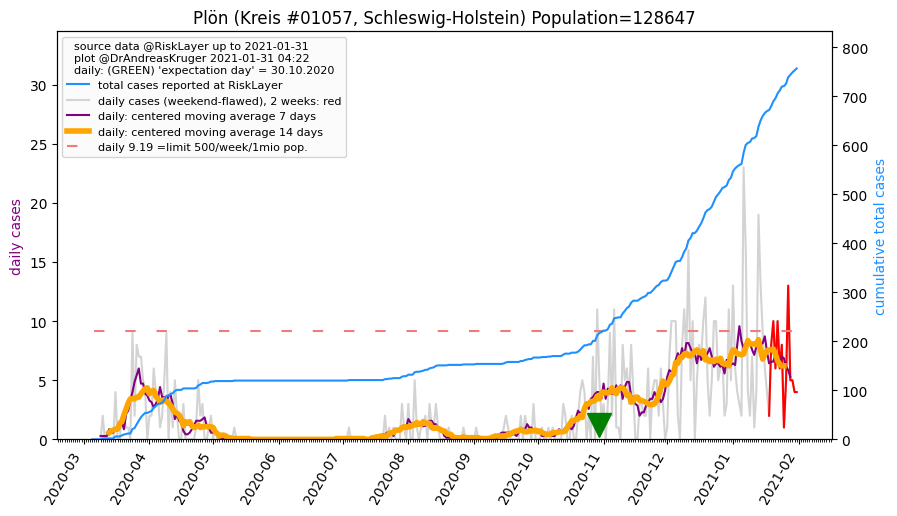 Plön (Kreis #01057, Schleswig-Holstein) Population=128647
source data @RiskLayer up to 2021-01-31
plot @DrAndreasKruger 2021-01-31 04:22
daily: (GREEN) 'expectation day' = 30.10.2020
total cases reported at RiskLayer
daily cases (weekend-flawed), 2 weeks: red
daily: centered moving average 7 days
daily: centered moving average 14 days
daily 9.19 =limit 500/week/1mio pop.
daily cases
30
25
20
15
10
5
0
cumulative total cases
800
700
600
500
400
300
200
100
0
2020-03
2020-04
2020-05
2020-06
2020-07
2020-08
2020-09
2020-10
2020-11
2020-12
2021-01
2021-02